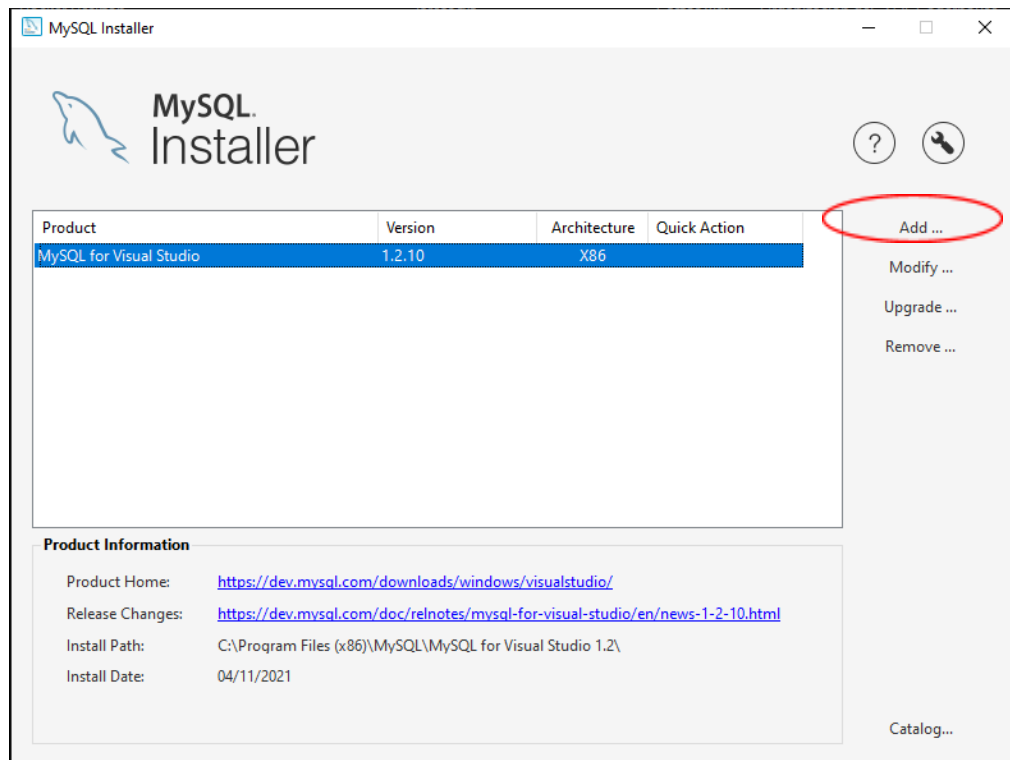 MySQL Installer
MySQL.
Installer
?
Product Version Architecture Quick Action Add ...
MySQL for Visual Studio 1.2.10 X86
Modify ...
Upgrade ...
Remove ...
Product Information
Product Home: https://dev.mysql.com/downloads/windows/visualstudio/
Release Changes: https://dev.mysql.com/doc/relnotes/mysql-for-visual-studio/en/news-1-2-10.html
Install Path: C:\Program Files (x86)\MySQL\MySQL for Visual Studio 1.2\
Install Date: 04/11/2021
Catalog...